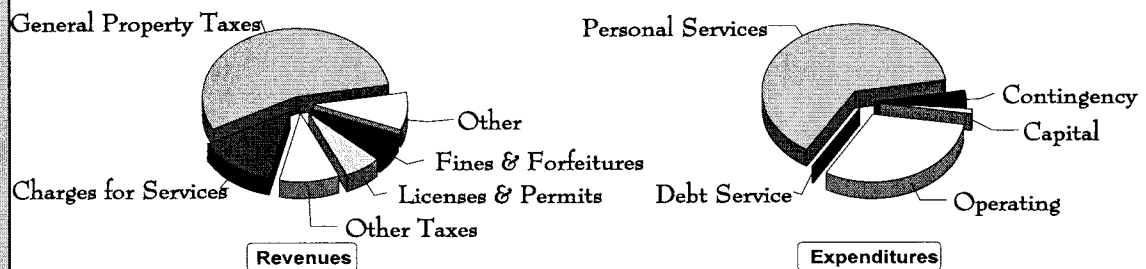 General Property Taxes
Other
Fines & Forfeitures
Charges for Services
Licenses & Permits
Other Taxes
Revenues
Personal Services
Contingency
Capital
Debt Service
Operating
Expenditures